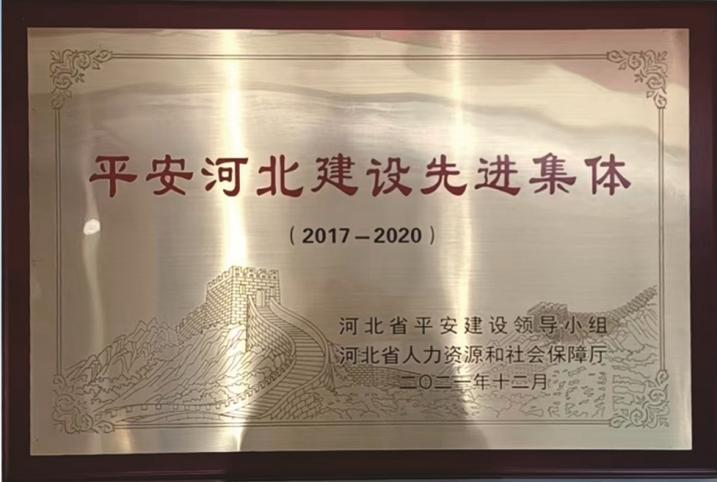 平安河北建设先进集体
（2017－2020）
河北省平安建设领导小组
河北省人力资源和社会保障厅
二〇二一年十二月